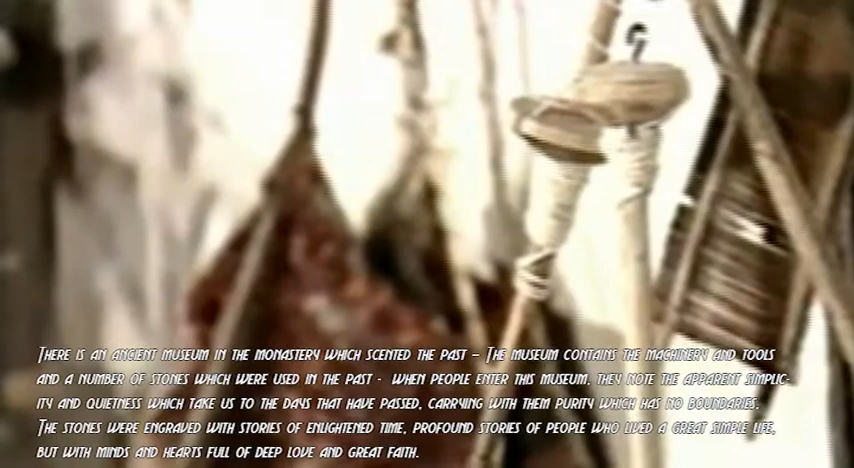 There is an ancient museum in the monastery which scented the past – The museum contains the machinery and tools
and a number of stones which were used in the past - when people enter this museum, they note the apparent simplic-
ity and quietness which take us to the days that have passed, carrying with them purity which has no boundaries.
The stones were engraved with stories of enlightened time, profound stories of people who lived a great simple life,
but with minds and hearts full of deep love and great faith.